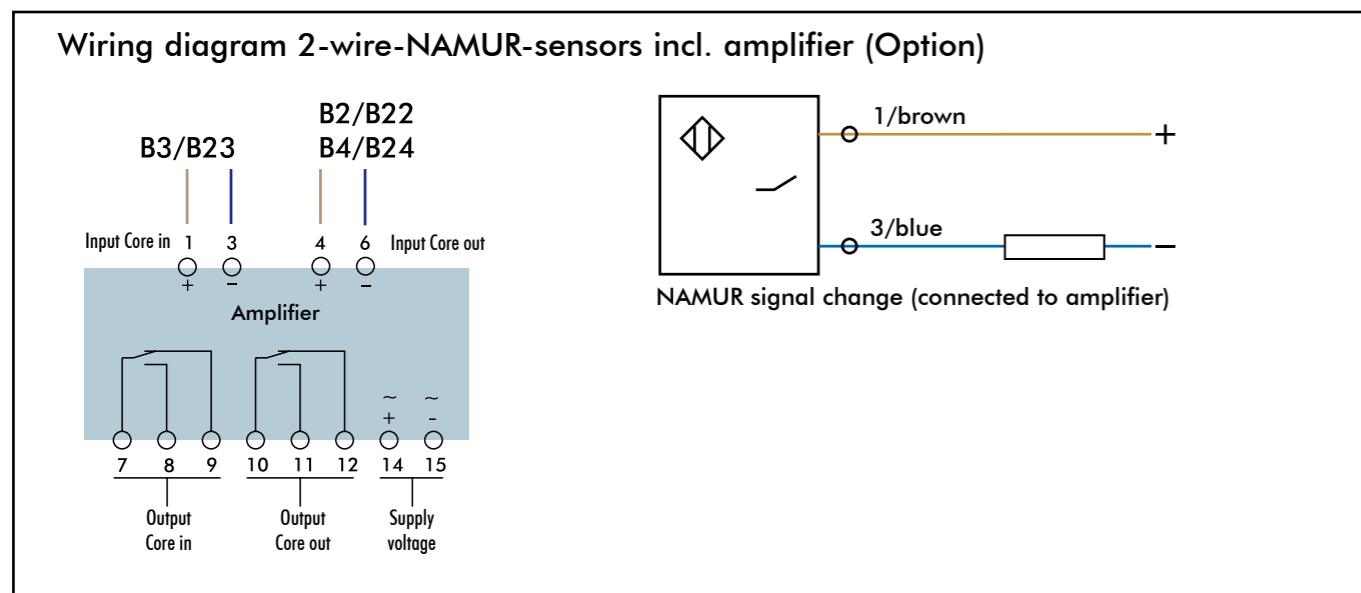 Wiring diagram 2-wire-NAMUR-sensors incl. amplifier (Option)
B3/B23
B2/B22
B4/B24
Input Core in 1 3 4 6 Input Core out
+ − + −
Amplifier
~ ~
+ -
7 8 9 10 11 12 14 15
Output
Core in
Output
Core out
Supply
voltage
1/brown
+
3/blue
−
NAMUR signal change (connected to amplifier)